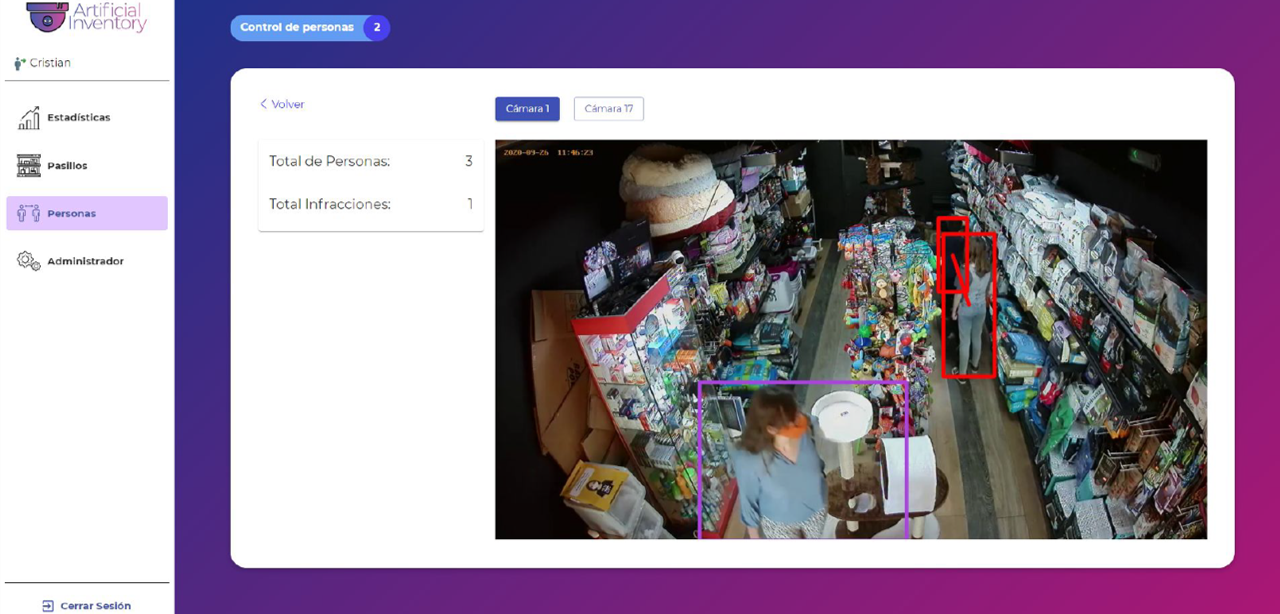 Artificial
Inventory
Cristian
Estadísticas
Pasillos
Personas
Administrador
Cerrar Sesión
Control de personas 2
Volver
Total de Personas: 3
Total Infracciones: 1
Cámara 1
Cámara 17
2020-09-26 11:46:23